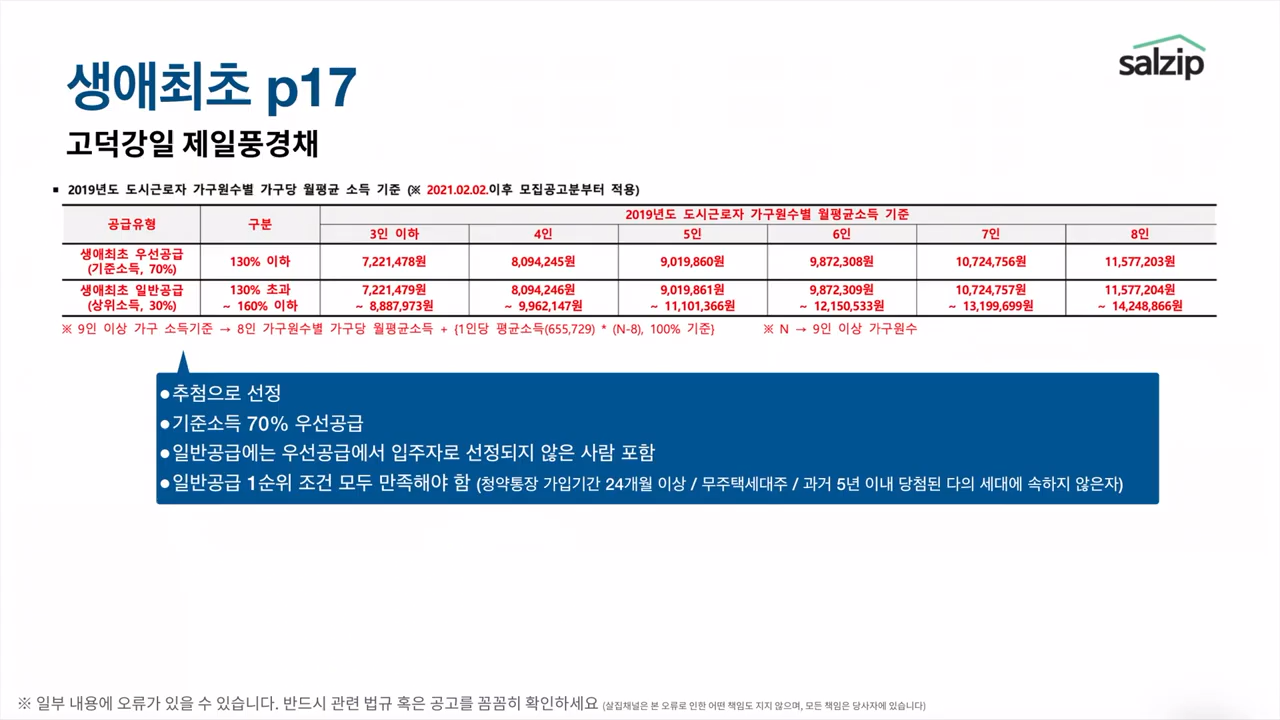 salzip
생애최초 p17
고덕강일 제일풍경채
▪ 2019년도 도시근로자 가구원수별 가구당 월평균 소득 기준 (※ 2021.02.02.이후 모집공고분부터 적용)
공급유형 구분 2019년도 도시근로자 가구원수별 월평균소득 기준
3인 이하 4인 5인 6인 7인 8인
생애최초 우선공급 (기준소득, 70%) 130% 이하 7,221,478원 8,094,245원 9,019,860원 9,872,308원 10,724,756원 11,577,203원
생애최초 일반공급 130% 초과 7,221,479원 8,094,246원 9,019,861원 9,872,309원 10,724,757원 11,577,204원
(상위소득, 30%) ~ 160% 이하 ~ 8,887,973원 ~ 9,962,147원 ~ 11,101,366원 ~ 12,150,533원 ~ 13,199,699원 ~ 14,248,866원
※ 9인 이상 가구 소득기준 → 8인 가구원수별 가구당 월평균소득 + {1인당 평균소득(655,729) * (N-8), 100% 기준} ※ N → 9인 이상 가구원수
●추첨으로 선정
●기준소득 70% 우선공급
●일반공급에는 우선공급에서 입주자로 선정되지 않은 사람 포함
●일반공급 1순위 조건 모두 만족해야 함 (청약통장 가입기간 24개월 이상 / 무주택세대주 / 과거 5년 이내 당첨된 다의 세대에 속하지 않은자)
※ 일부 내용에 오류가 있을 수 있습니다. 반드시 관련 법규 혹은 공고를 꼼꼼히 확인하세요 (살집채널은 본 오류로 인한 어떤 책임도 지지 않으며, 모든 책임은 당사자에 있습니다)